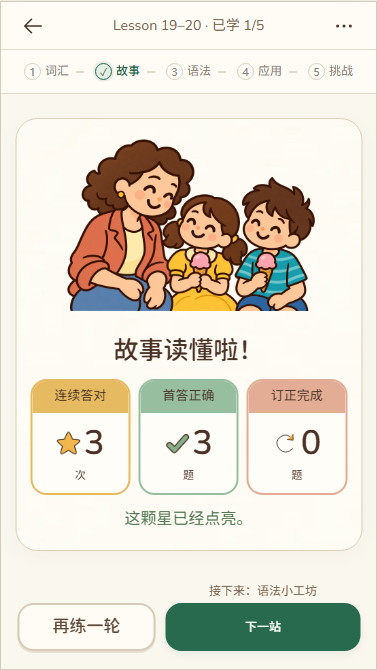 Lesson 19–20 · 已学 1/5
1 词汇 — 故事 — 3 语法 — 4 应用 — 5 挑战
故事读懂啦！
连续答对 首答正确 订正完成
3 3 0
次 题 题
这颗星已经点亮。
接下来：语法小工坊
再练一轮 下一站